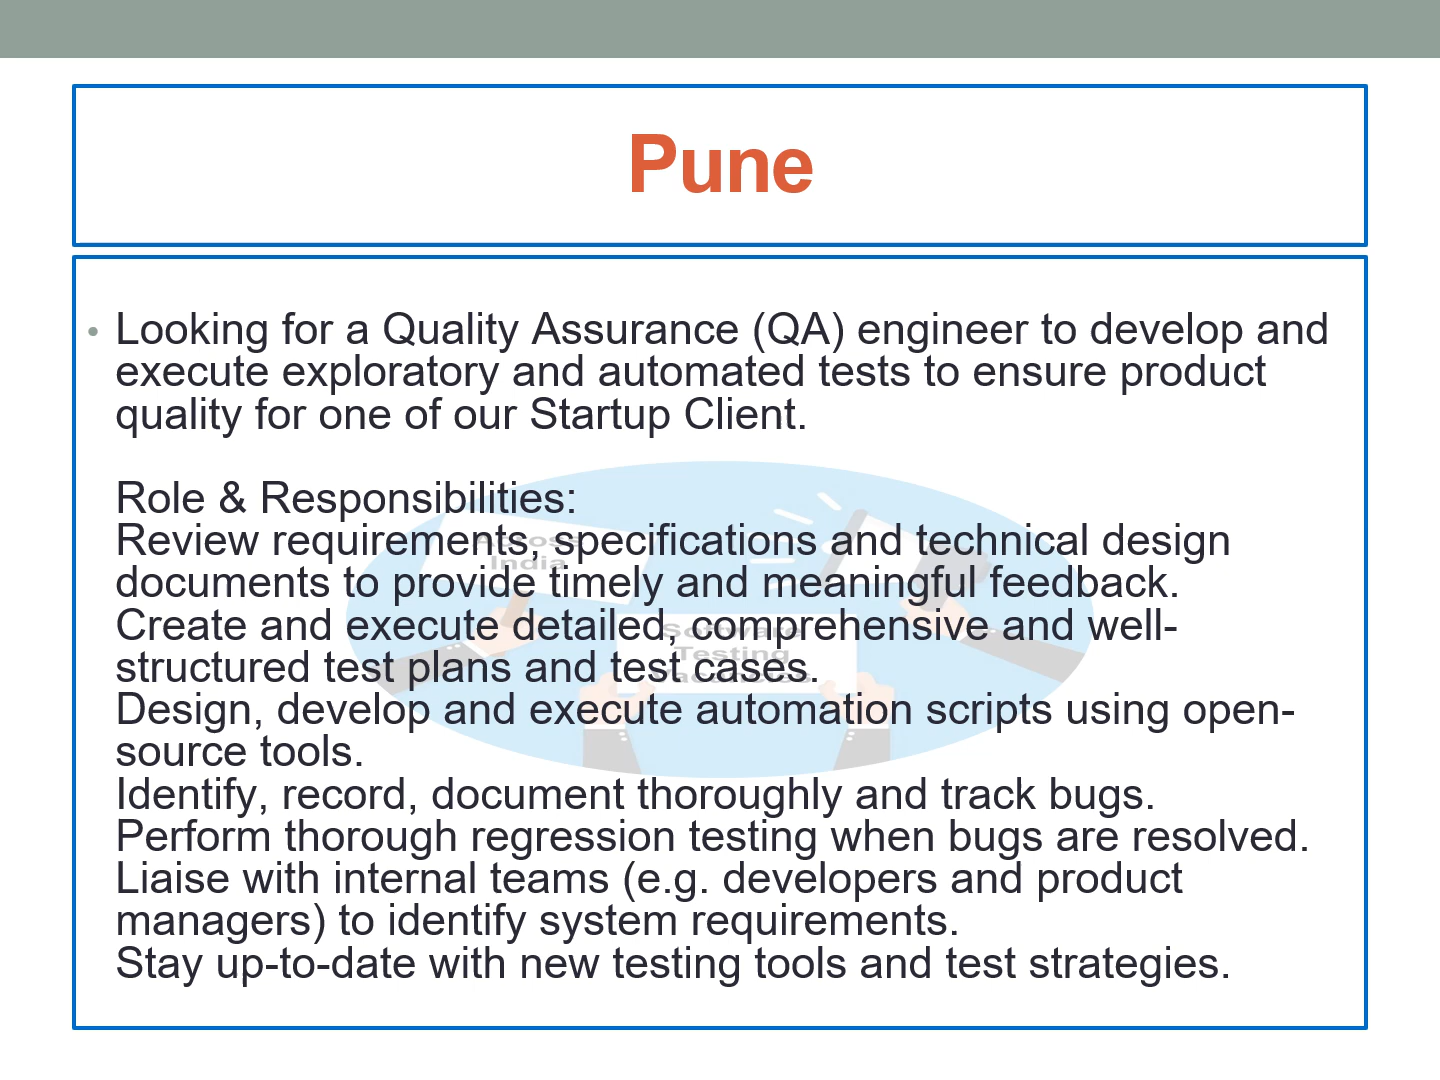 Pune
• Looking for a Quality Assurance (QA) engineer to develop and
execute exploratory and automated tests to ensure product
quality for one of our Startup Client.
Role & Responsibilities:
Review requirements, specifications and technical design
documents to provide timely and meaningful feedback.
Create and execute detailed, comprehensive and well-
structured test plans and test cases.
Design, develop and execute automation scripts using open-
source tools.
Identify, record, document thoroughly and track bugs.
Perform thorough regression testing when bugs are resolved.
Liaise with internal teams (e.g. developers and product
managers) to identify system requirements.
Stay up-to-date with new testing tools and test strategies.
Across
India
Software
Testing
Vacancies